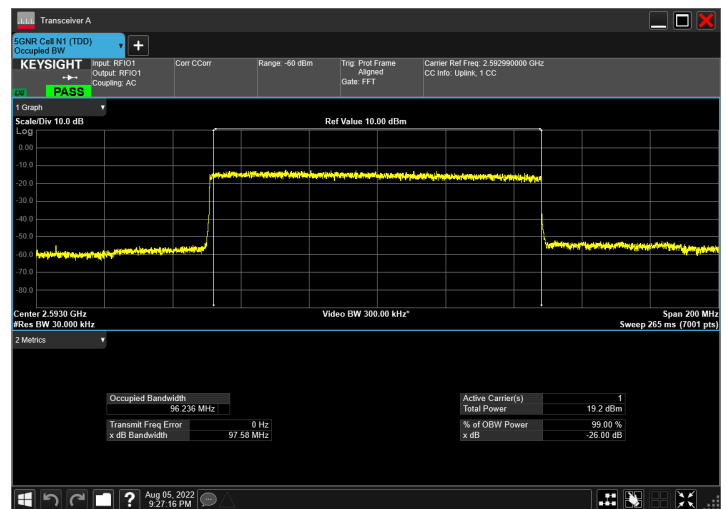 Transceiver A
5GNR Cell N1 (TDD)
Occupied BW
KEYSIGHT
LXI
PASS
Input: RFIO1
Output: RFIO1
Coupling: AC
Corr CCorr
Range: -60 dBm
Trig: Prot Frame
Aligned
Gate: FFT
Carrier Ref Freq: 2.592990000 GHz
CC Info: Uplink, 1 CC
1 Graph
Scale/Div 10.0 dB
Ref Value 10.00 dBm
Log
0.00
-10.0
-20.0
-30.0
-40.0
-50.0
-60.0
-70.0
-80.0
Center 2.5930 GHz
Video BW 300.00 kHz*
Span 200 MHz
#Res BW 30.000 kHz
Sweep 265 ms (7001 pts)
2 Metrics
Occupied Bandwidth
96.236 MHz
Transmit Freq Error 0 Hz
x dB Bandwidth 97.58 MHz
Active Carrier(s) 1
Total Power 19.2 dBm
% of OBW Power 99.00 %
x dB -26.00 dB
?
Aug 05, 2022
9:27:16 PM